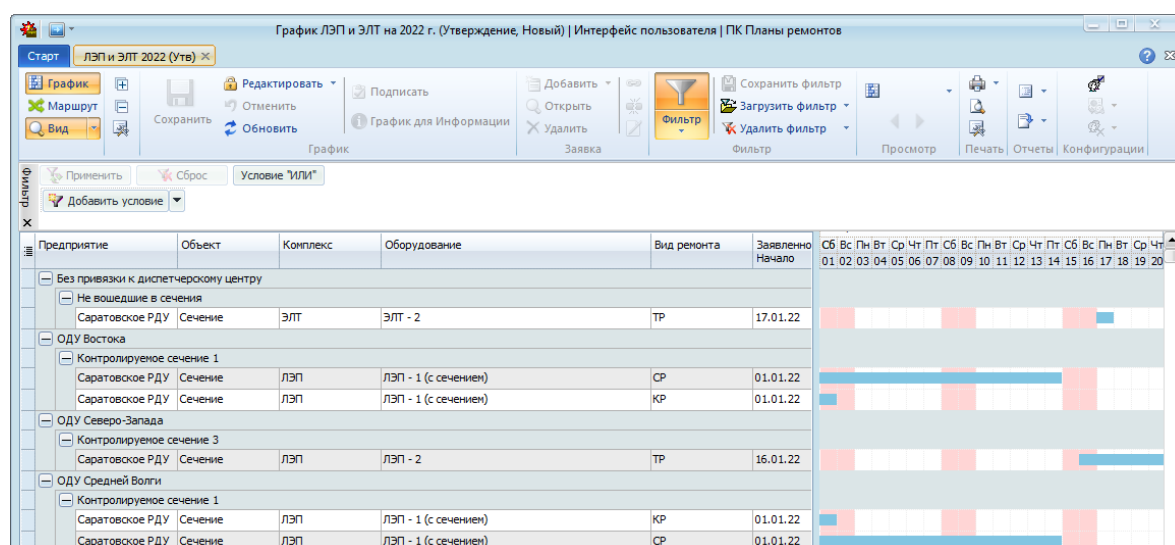 График ЛЭП и ЭЛТ на 2022 г. (Утверждение, Новый) | Интерфейс пользователя | ПК Планы ремонтов
Старт ЛЭП и ЭЛТ 2022 (Утв)
График
Маршрут
Вид
Сохранить
Редактировать
Отменить
Обновить
Подписать
График для Информации
График
Добавить
Открыть
Удалить
Заявка
Фильтр
Сохранить фильтр
Загрузить фильтр
Удалить фильтр
Фильтр
Просмотр
Печать
Отчеты
Конфигурации
Фильтр
Применить Сброс Условие "ИЛИ"
Добавить условие
Предприятие Объект Комплекс Оборудование Вид ремонта Заявленно Начало
Сб Вс Пн Вт Ср Чт Пт Сб Вс Пн Вт Ср Чт Пт Сб Вс Пн Вт Ср Чт
01 02 03 04 05 06 07 08 09 10 11 12 13 14 15 16 17 18 19 20
Без привязки к диспетчерскому центру
Не вошедшие в сечения
Саратовское РДУ Сечение ЭЛТ ЭЛТ - 2 ТР 17.01.22
ОДУ Востока
Контролируемое сечение 1
Саратовское РДУ Сечение ЛЭП ЛЭП - 1 (с сечением) СР 01.01.22
Саратовское РДУ Сечение ЛЭП ЛЭП - 1 (с сечением) КР 01.01.22
ОДУ Северо-Запада
Контролируемое сечение 3
Саратовское РДУ Сечение ЛЭП ЛЭП - 2 ТР 16.01.22
ОДУ Средней Волги
Контролируемое сечение 1
Саратовское РДУ Сечение ЛЭП ЛЭП - 1 (с сечением) КР 01.01.22
Саратовское РДУ Сечение ЛЭП ЛЭП - 1 (с сечением) СР 01.01.22